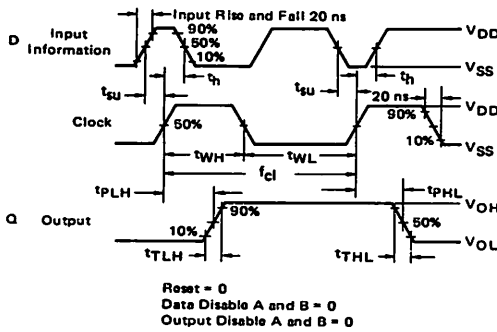 Input Rise and Fall 20 ns
D Input Information
90%
50%
10%
VDD
VSS
tsu
th
tsu
th
20 ns
Clock
50%
90%
10%
VDD
VSS
tWH
tWL
fcl
tPLH
tPHL
Q Output
90%
10%
50%
VOH
VOL
tTLH
tTHL
Reset = 0
Data Disable A and B = 0
Output Disable A and B = 0